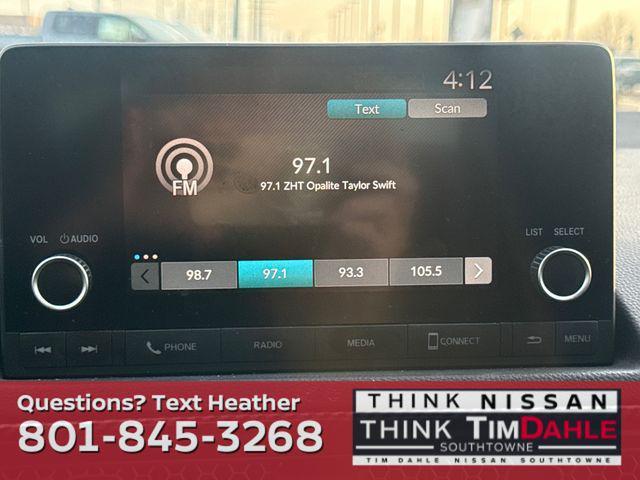 4:12
Text Scan
97.1
FM
97.1 ZHT Opalite Taylor Swift
VOL AUDIO
LIST SELECT
98.7 97.1 93.3 105.5
PHONE RADIO MEDIA CONNECT MENU
Questions? Text Heather
801-845-3268
THINK NISSAN
THINK TIMDAHLE
SOUTHTOWNE
TIM DAHLE NISSAN SOUTHTOWNE